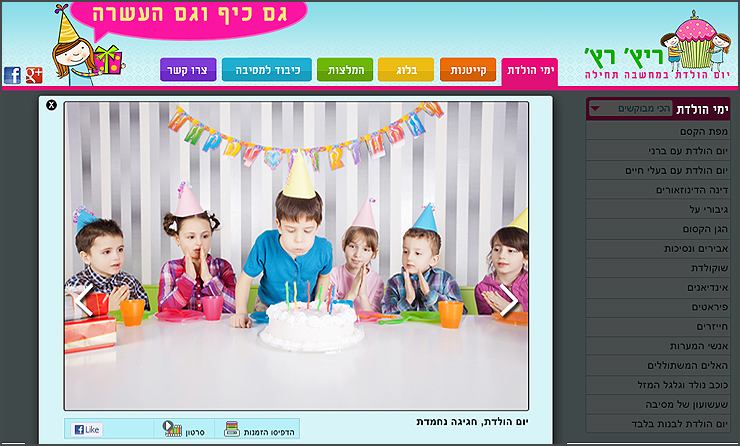 גם כיף וגם העשרה
ריץ' רץ'
יום הולדת במחשבה תחילה
ימי הולדת
קייטנות
בלוג
המלצות
כיבוד למסיבה
צרו קשר
ימי הולדת הכי מבוקשים
מפת הקסם
יום הולדת עם ברני
יום הולדת עם בעלי חיים
דינה הדינוזאורים
גיבורי על
הגן הקסום
אבירים ונסיכות
שוקולדת
אינדיאנים
פיראטים
חייזרים
אנשי המערות
האלים המשתוללים
כוכב נולד וגלגל המזל
שעשועון של מסיבה
יום הולדת לבנות בלבד
X
יום הולדת, חגיגה נחמדת
הדפיסו הזמנות
סרטון
Like